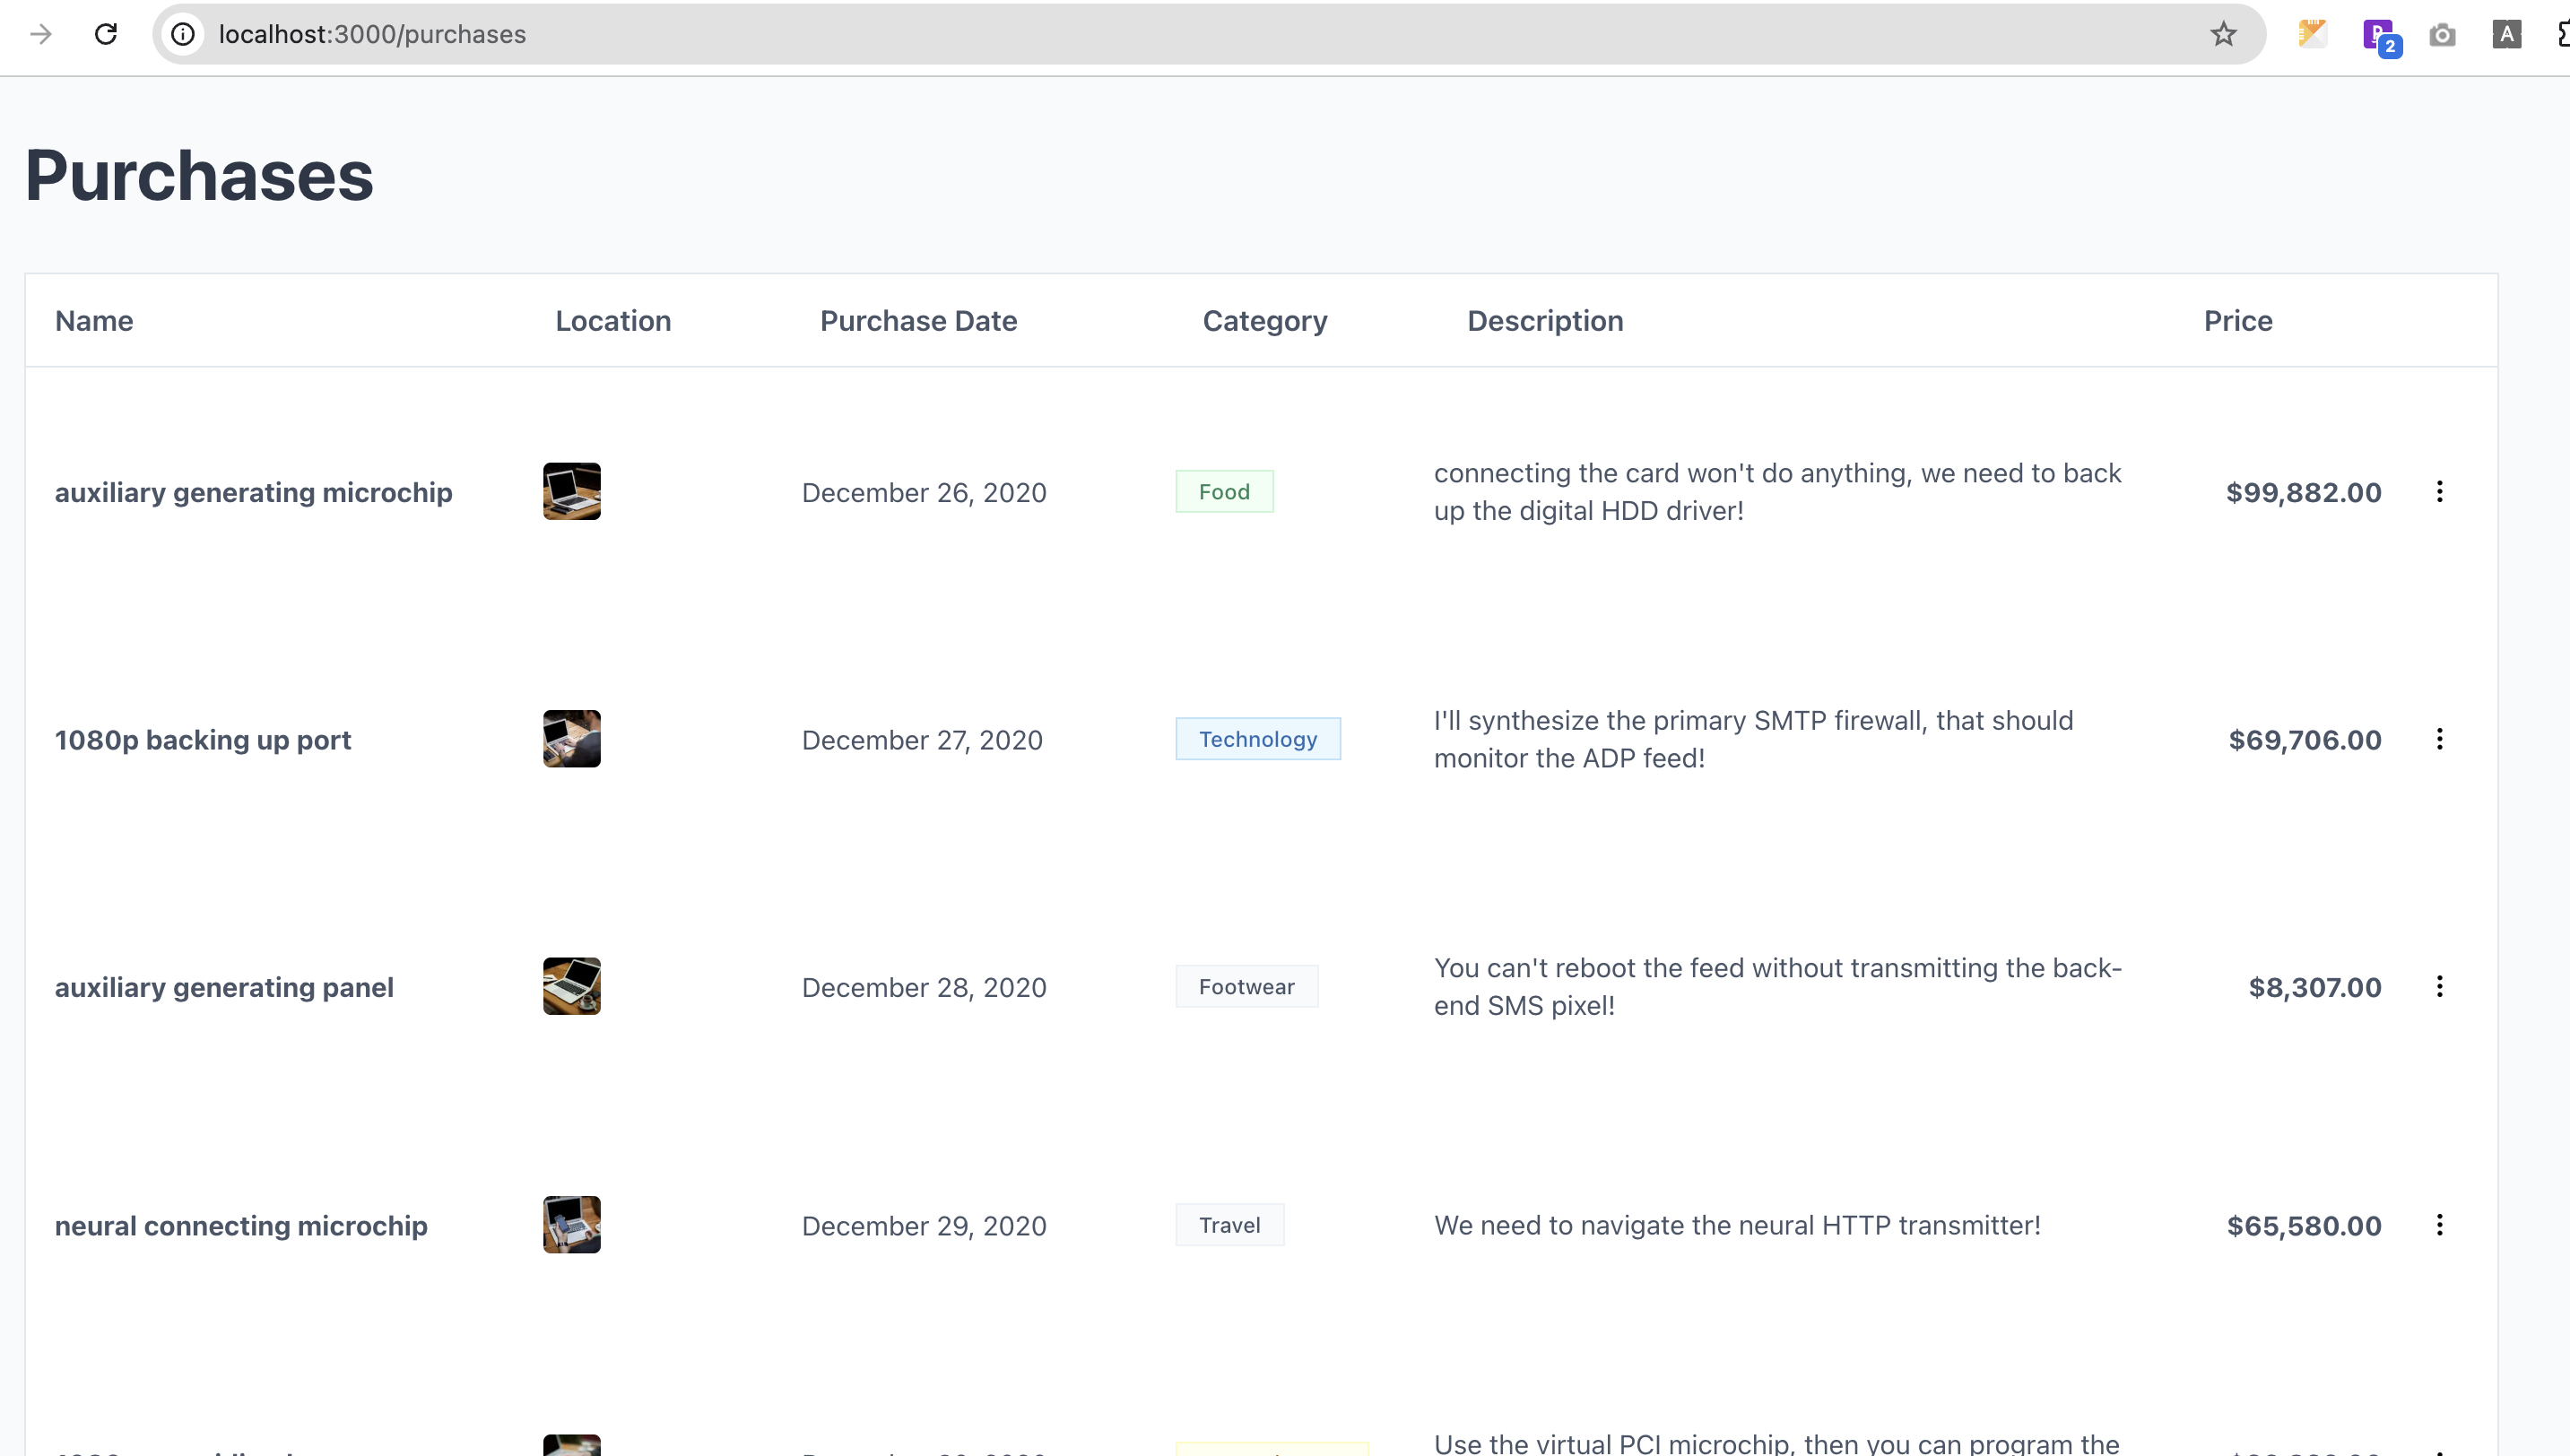 localhost:3000/purchases
2
A
Purchases
Name Location Purchase Date Category Description Price
auxiliary generating microchip December 26, 2020 Food connecting the card won't do anything, we need to back
up the digital HDD driver! $99,882.00
1080p backing up port December 27, 2020 Technology I'll synthesize the primary SMTP firewall, that should
monitor the ADP feed! $69,706.00
auxiliary generating panel December 28, 2020 Footwear You can't reboot the feed without transmitting the back-
end SMS pixel! $8,307.00
neural connecting microchip December 29, 2020 Travel We need to navigate the neural HTTP transmitter! $65,580.00
Use the virtual PCI microchip, then you can program the